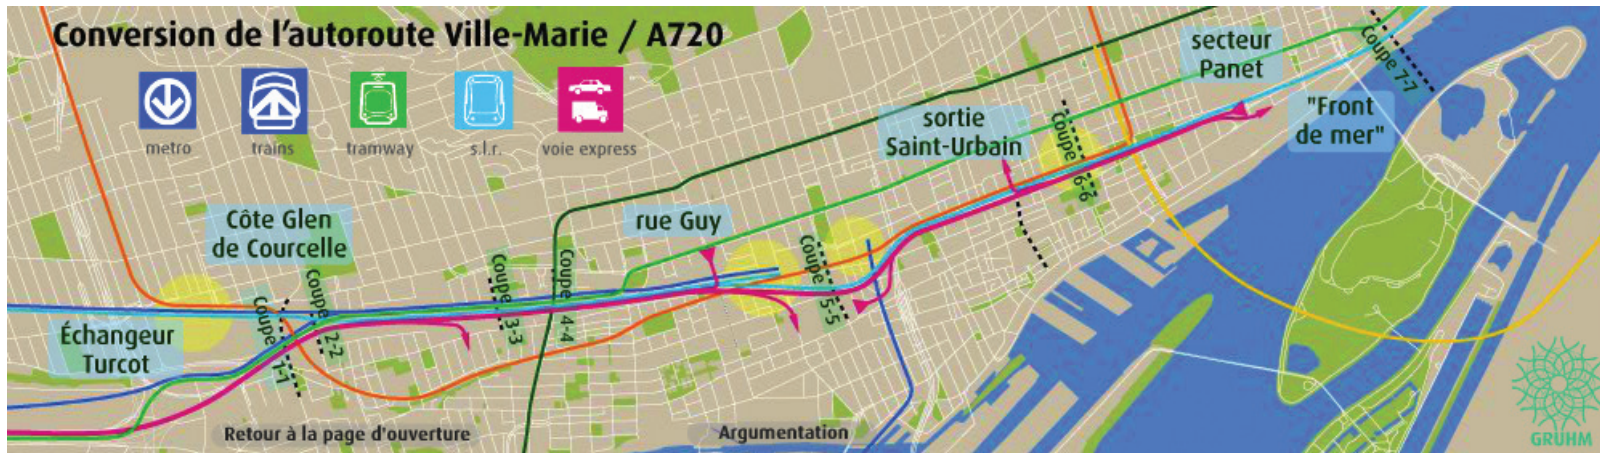 Conversion de l'autoroute Ville-Marie / A720
metro
trains
tramway
s.l.r.
voie express
secteur
Panet
Coupe 7-7
"Front
de mer"
sortie
Saint-Urbain
Coupe 6-6
Côte Glen
de Courcelle
rue Guy
Coupe 1-1
Coupe 2-2
Coupe 3-3
Coupe 4-4
Coupe 5-5
Échangeur
Turcot
Retour à la page d'ouverture
Argumentation
GRUHM